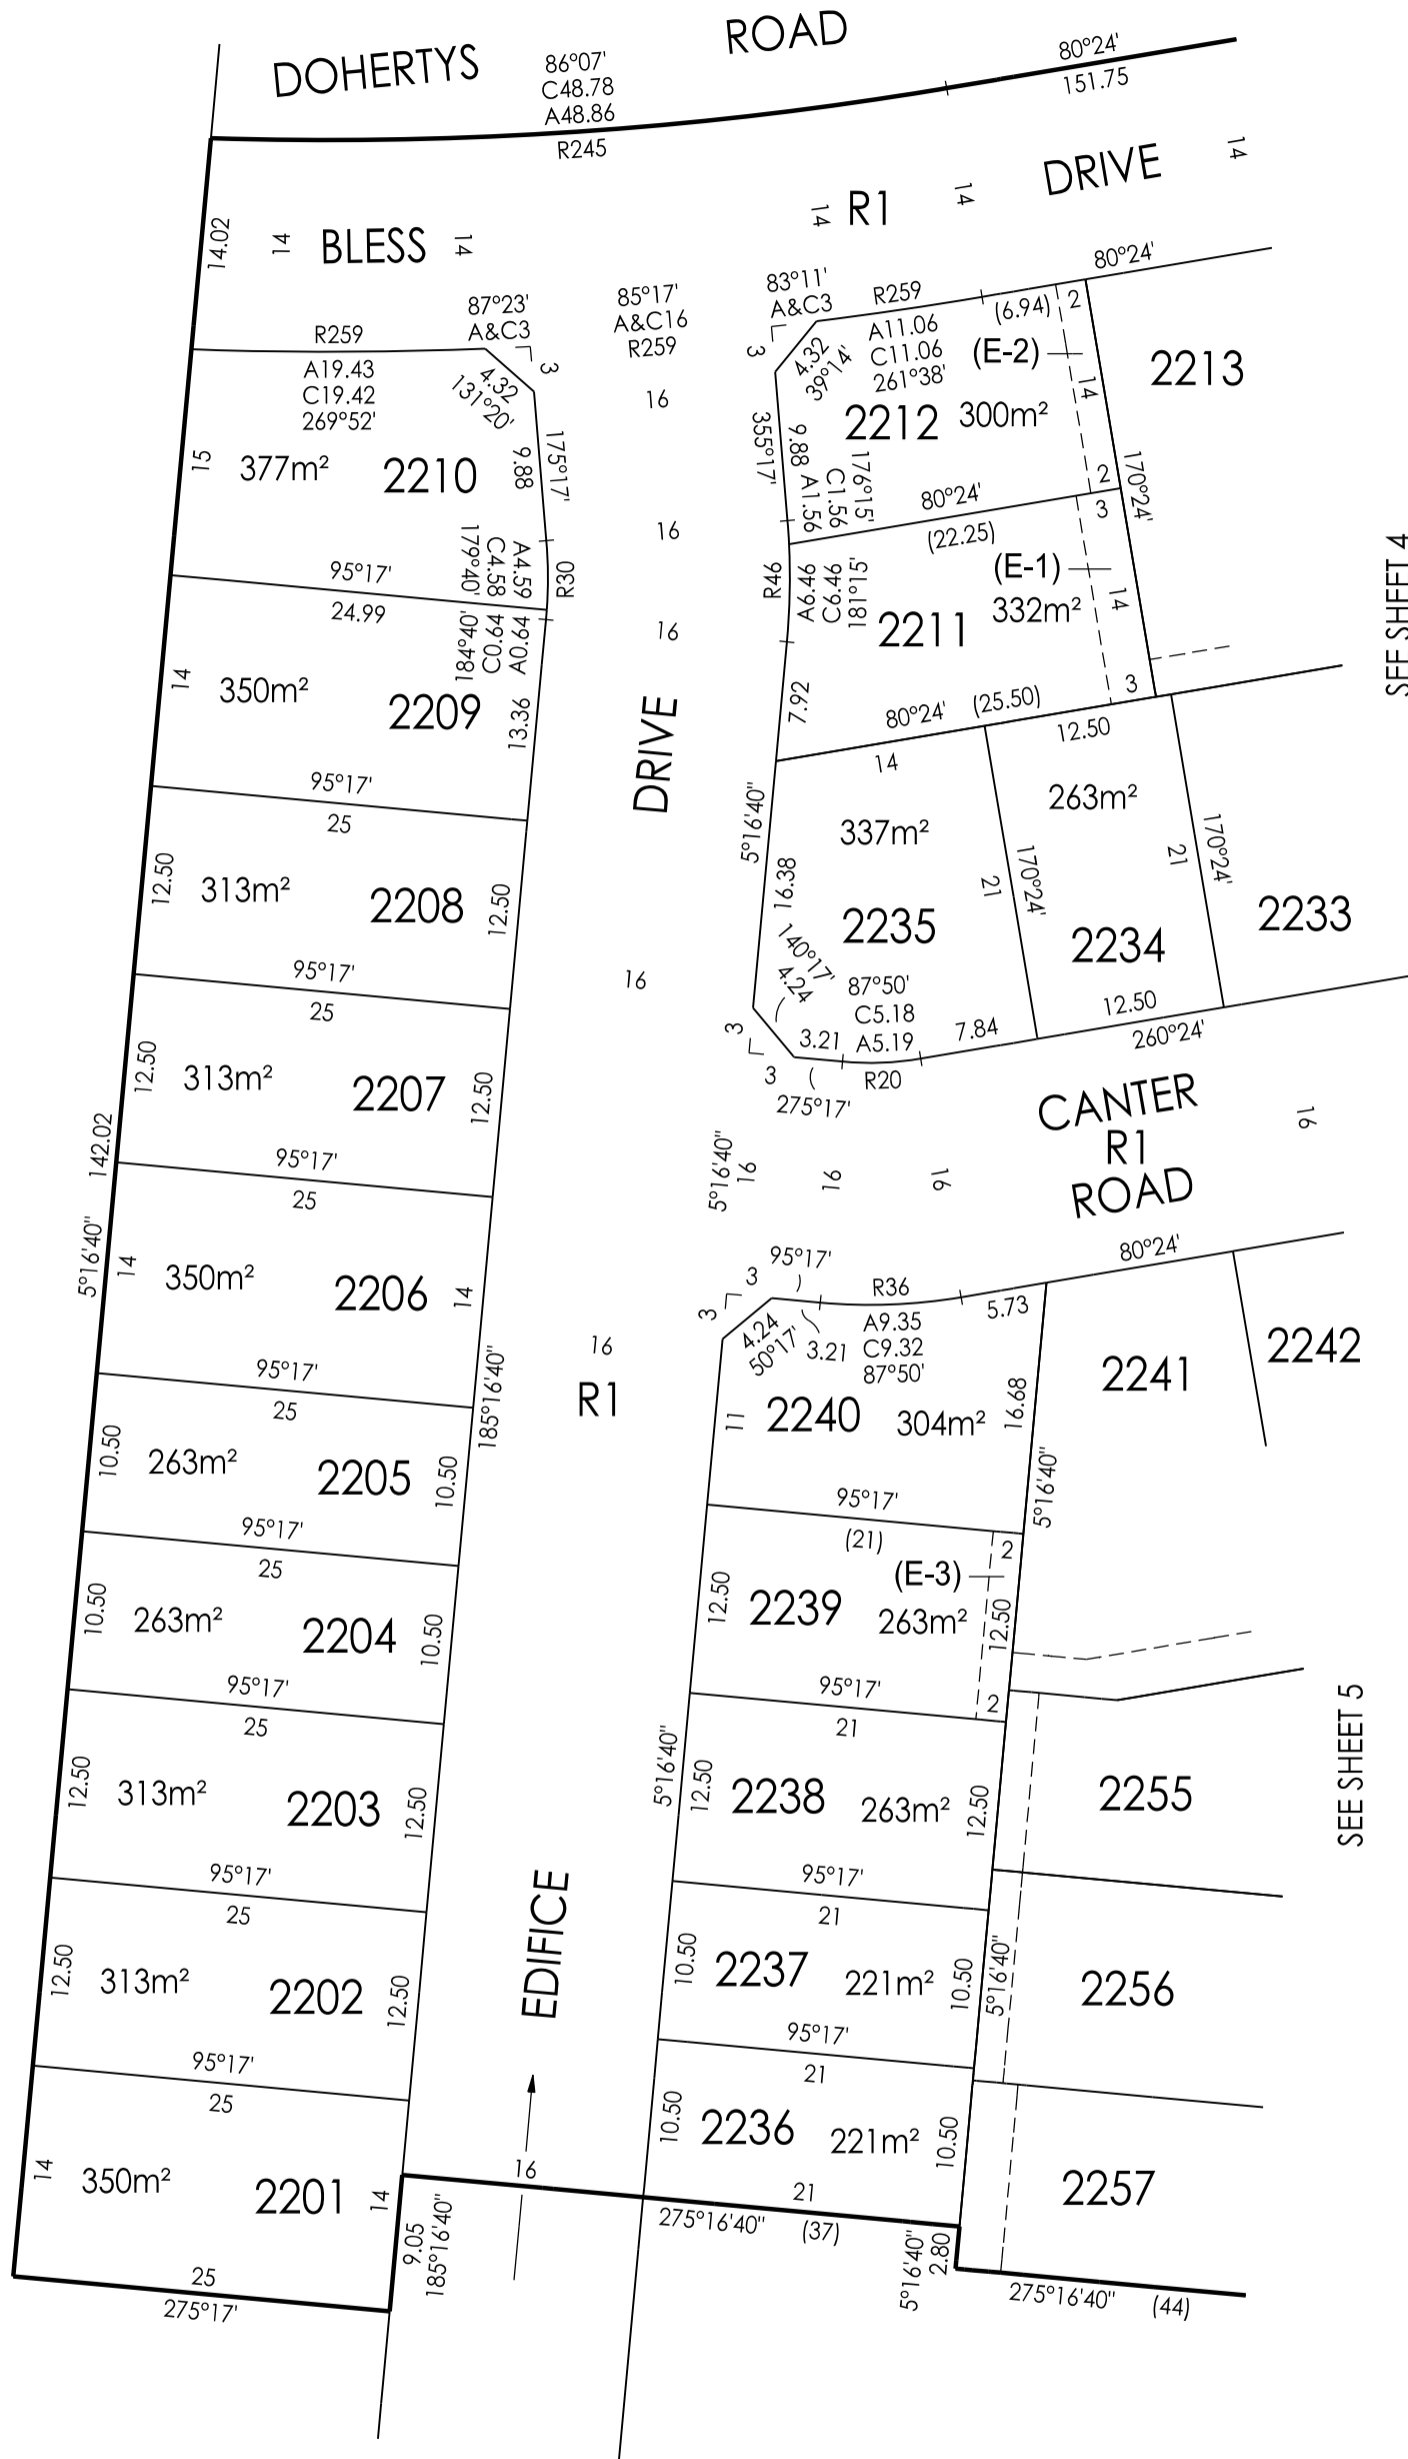 DOHERTYS ROAD
86°07'
C48.78
A48.86
R245
80°24'
151.75
14.02
14
BLESS
14
14
R1
14
DRIVE
14
80°24'
87°23'
A&C3
3
85°17'
A&C16
R259
16
83°11'
A&C3
3
R259
A19.43
C19.42
269°52'
4.32
131°20'
15
377m²
2210
9.88
175°17'
A4.59
C4.58
179°40'
R30
R259
A11.06
C11.06
261°38'
4.32
39°14'
(6.94)
2
(E-2)
14
2213
2212
300m²
355°17'
9.88
A1.56
C1.56
176°15'
80°24'
2
170°24'
16
(22.25)
3
95°17'
24.99
A0.64
C0.64
184°40'
R46
A6.46
C6.46
181°15'
(E-1)
14
332m²
2211
SEE SHEET 4
16
14
350m²
2209
13.36
7.92
80°24'
(25.50)
3
12.50
14
DRIVE
95°17'
25
5°16'40"
337m²
263m²
12.50
313m²
2208
12.50
16.38
2235
21
170°24'
21
170°24'
2234
2233
95°17'
25
16
140°17'
4.24
87°50'
C5.18
A5.19
3.21
7.84
12.50
260°24'
3
3
R20
275°17'
12.50
313m²
2207
12.50
CANTER
R1
ROAD
16
142.02
95°17'
25
5°16'40"
16
16
16
5°16'40"
14
350m²
2206
14
95°17'
3
3
R36
80°24'
A9.35
C9.32
87°50'
5.73
4.24
50°17'
3.21
16
R1
95°17'
25
185°16'40"
11
2240
304m²
16.68
2241
2242
10.50
263m²
2205
10.50
95°17'
(21)
2
5°16'40"
95°17'
25
(E-3)
10.50
263m²
2204
10.50
12.50
2239
263m²
12.50
95°17'
25
95°17'
21
2
SEE SHEET 5
12.50
313m²
2203
12.50
5°16'40"
12.50
2238
263m²
12.50
2255
95°17'
25
95°17'
21
EDIFICE
12.50
313m²
2202
12.50
10.50
2237
221m²
10.50
5°16'40"
2256
95°17'
25
95°17'
21
14
350m²
2201
14
16
10.50
2236
221m²
10.50
2257
21
275°16'40"
(37)
9.05
185°16'40"
5°16'40"
2.80
25
275°17'
275°16'40"
(44)